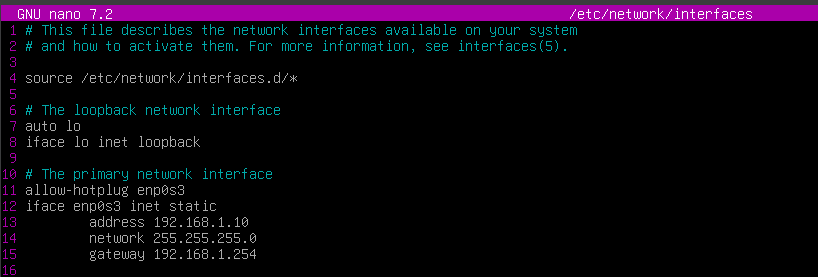 GNU nano 7.2 /etc/network/interfaces
1 # This file describes the network interfaces available on your system
2 # and how to activate them. For more information, see interfaces(5).
3
4 source /etc/network/interfaces.d/*
5
6 # The loopback network interface
7 auto lo
8 iface lo inet loopback
9
10 # The primary network interface
11 allow-hotplug enp0s3
12 iface enp0s3 inet static
13 address 192.168.1.10
14 network 255.255.255.0
15 gateway 192.168.1.254
16